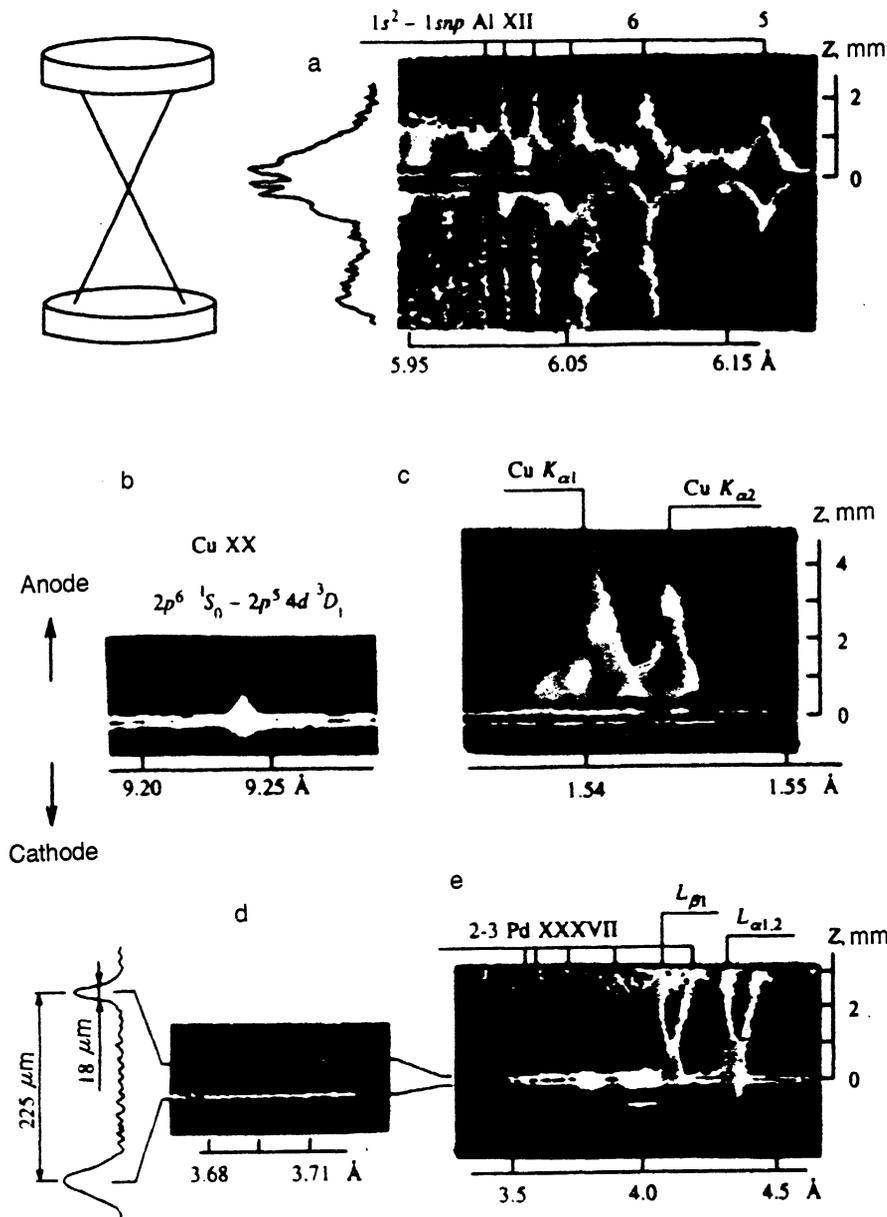 1s² – 1snp Al XII 6 5
a
Z, mm
2
0
5.95 6.05 6.15 Å
b
c
Cu Kα1
Cu Kα2
Z, mm
Cu XX
2p⁶ ¹S₀ – 2p⁵ 4d ³D₁
Anode
4
2
0
9.20 9.25 Å
1.54 1.55 Å
Cathode
d
e
Lβ1
2-3 Pd XXXVII
Lα1,2
Z, mm
2
0
18 μm
225 μm
3.68 3.71 Å
3.5 4.0 4.5 Å